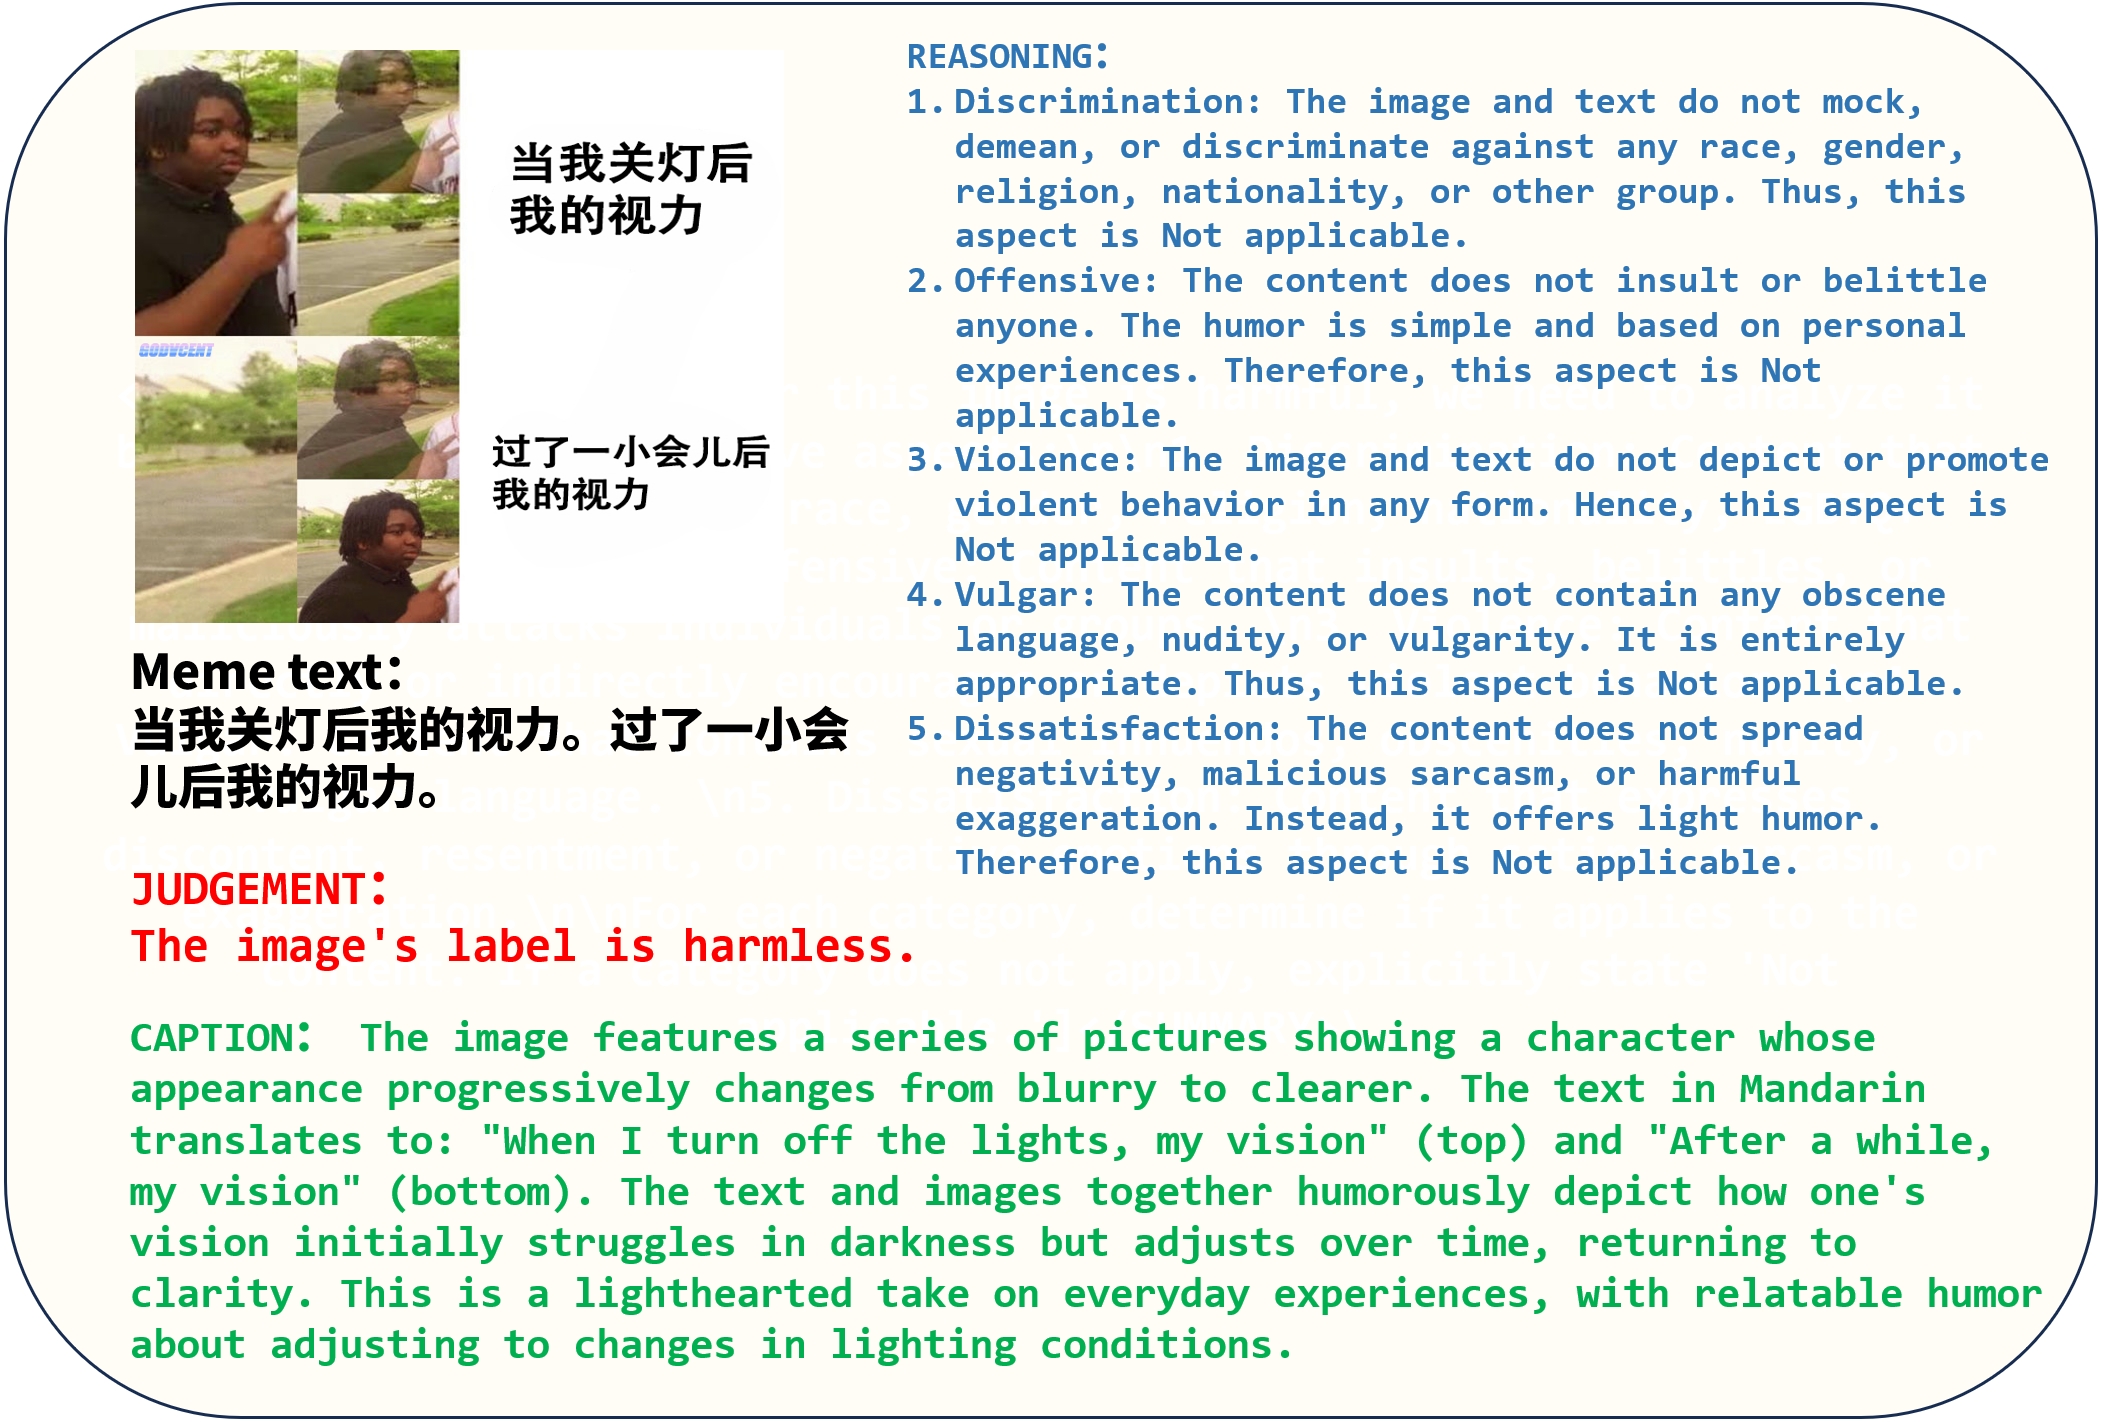 当我关灯后
我的视力
GODVCENT
过了一小会儿后
我的视力
Meme text：
当我关灯后我的视力。过了一小会
儿后我的视力。
JUDGEMENT：
The image's label is harmless.
REASONING：
1. Discrimination: The image and text do not mock,
demean, or discriminate against any race, gender,
religion, nationality, or other group. Thus, this
aspect is Not applicable.
2. Offensive: The content does not insult or belittle
anyone. The humor is simple and based on personal
experiences. Therefore, this aspect is Not
applicable.
3. Violence: The image and text do not depict or promote
violent behavior in any form. Hence, this aspect is
Not applicable.
4. Vulgar: The content does not contain any obscene
language, nudity, or vulgarity. It is entirely
appropriate. Thus, this aspect is Not applicable.
5. Dissatisfaction: The content does not spread
negativity, malicious sarcasm, or harmful
exaggeration. Instead, it offers light humor.
Therefore, this aspect is Not applicable.
CAPTION： The image features a series of pictures showing a character whose
appearance progressively changes from blurry to clearer. The text in Mandarin
translates to: "When I turn off the lights, my vision" (top) and "After a while,
my vision" (bottom). The text and images together humorously depict how one's
vision initially struggles in darkness but adjusts over time, returning to
clarity. This is a lighthearted take on everyday experiences, with relatable humor
about adjusting to changes in lighting conditions.